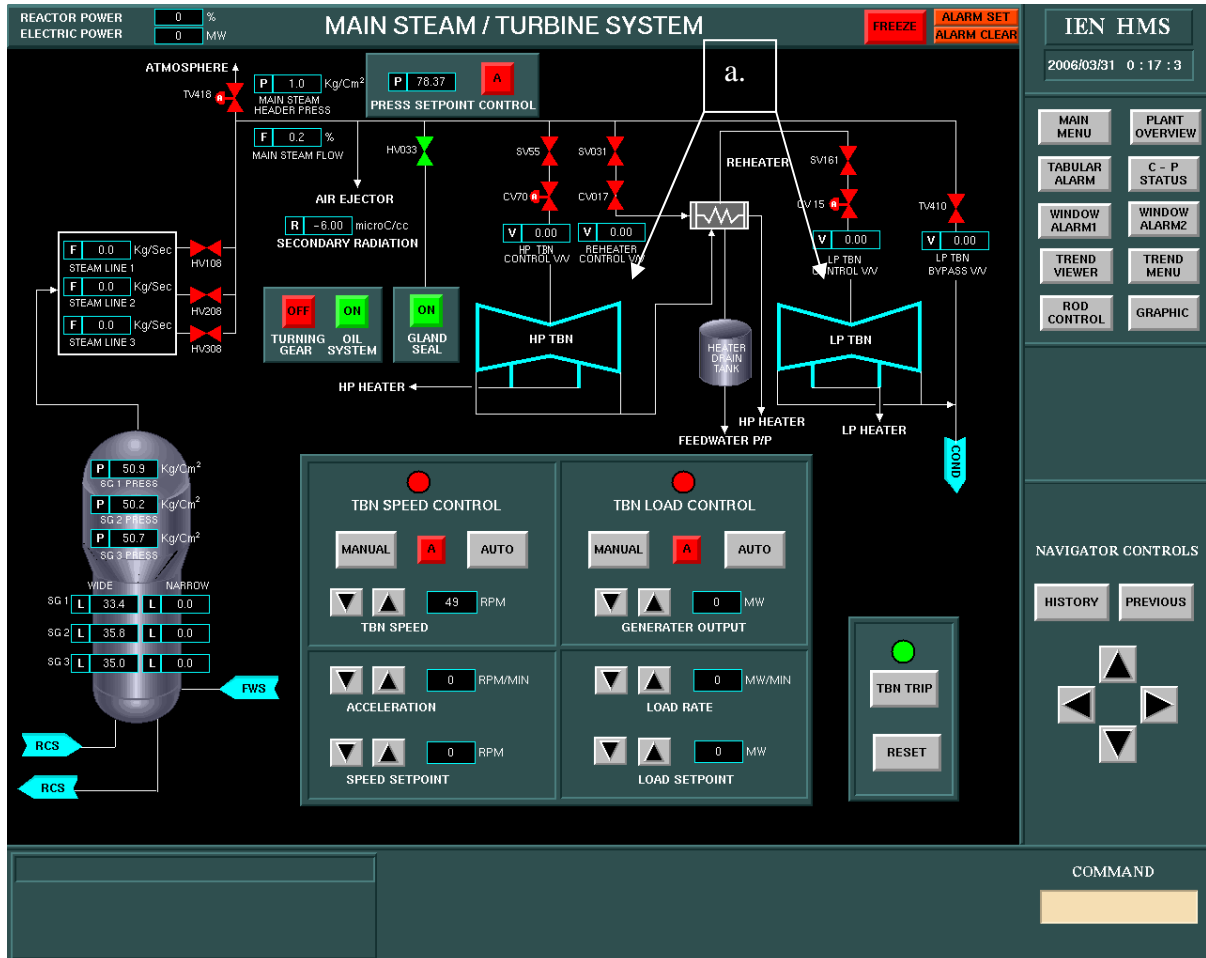 REACTOR POWER 0 %
ELECTRIC POWER 0 MW
MAIN STEAM / TURBINE SYSTEM
FREEZE
ALARM SET
ALARM CLEAR
IEN HMS
2006/03/31 0 : 17 : 3
MAIN MENU
PLANT OVERVIEW
TABULAR ALARM
C - P STATUS
WINDOW ALARM1
WINDOW ALARM2
TREND VIEWER
TREND MENU
ROD CONTROL
GRAPHIC
NAVIGATOR CONTROLS
HISTORY
PREVIOUS
COMMAND
ATMOSPHERE
TV418
A
P 1.0 Kg/Cm²
MAIN STEAM
HEADER PRESS
P 78.37
A
PRESS SETPOINT CONTROL
a.
F 0.2 %
MAIN STEAM FLOW
HV033
SV55
SV031
REHEATER
SV161
AIR EJECTOR
CV70 A
CV017
CV 15 A
TV410
R -6.00 microC/cc
SECONDARY RADIATION
V 0.00
HP TBN
CONTROL V/V
V 0.00
REHEATER
CONTROL V/V
V 0.00
LP TBN
CONTROL V/V
V 0.00
LP TBN
BYPASS V/V
F 0.0 Kg/Sec
STEAM LINE 1
HV108
F 0.0 Kg/Sec
STEAM LINE 2
HV208
F 0.0 Kg/Sec
STEAM LINE 3
HV308
OFF
TURNING
GEAR
ON
OIL
SYSTEM
ON
GLAND
SEAL
HP TBN
HEATER
DRAIN
TANK
LP TBN
HP HEATER
HP HEATER
FEEDWATER P/P
LP HEATER
COND
P 50.9 Kg/Cm²
SG 1 PRESS
P 50.2 Kg/Cm²
SG 2 PRESS
P 50.7 Kg/Cm²
SG 3 PRESS
WIDE NARROW
SG 1 L 33.4 L 0.0
SG 2 L 35.8 L 0.0
SG 3 L 35.0 L 0.0
FWS
RCS
RCS
TBN SPEED CONTROL
MANUAL A AUTO
49 RPM
TBN SPEED
0 RPM/MIN
ACCELERATION
0 RPM
SPEED SETPOINT
TBN LOAD CONTROL
MANUAL A AUTO
0 MW
GENERATER OUTPUT
0 MW/MIN
LOAD RATE
0 MW
LOAD SETPOINT
TBN TRIP
RESET